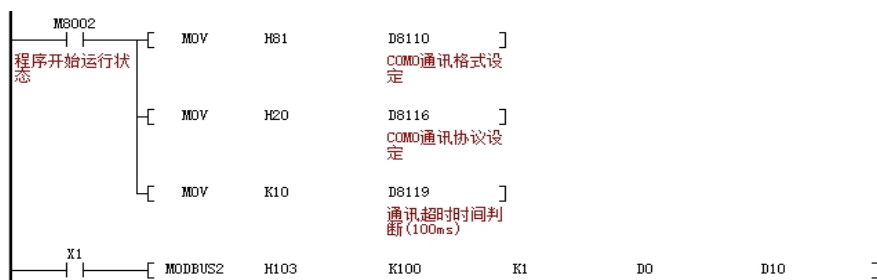 M8002
MOV H81 D8110
程序开始运行状
态
COM0通讯格式设
定
MOV H20 D8116
COM0通讯协议设
定
MOV K10 D8119
通讯超时时间判
断(100ms)
X1
MODBUS2 H103 K100 K1 D0 D10